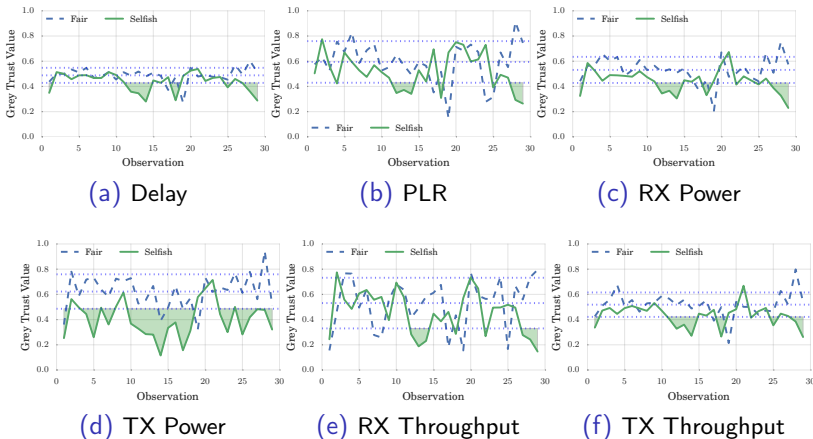 Fair Selfish
Grey Trust Value
1.0
0.8
0.6
0.4
0.2
0.0
0 5 10 15 20 25 30
Observation
(a) Delay
Grey Trust Value
1.0
0.8
0.6
0.4
0.2
0.0
Fair Selfish
0 5 10 15 20 25 30
Observation
(b) PLR
Fair Selfish
Grey Trust Value
1.0
0.8
0.6
0.4
0.2
0.0
0 5 10 15 20 25 30
Observation
(c) RX Power
Fair Selfish
Grey Trust Value
1.0
0.8
0.6
0.4
0.2
0.0
0 5 10 15 20 25 30
Observation
(d) TX Power
Fair Selfish
Grey Trust Value
1.0
0.8
0.6
0.4
0.2
0.0
0 5 10 15 20 25 30
Observation
(e) RX Throughput
Fair Selfish
Grey Trust Value
1.0
0.8
0.6
0.4
0.2
0.0
0 5 10 15 20 25 30
Observation
(f) TX Throughput